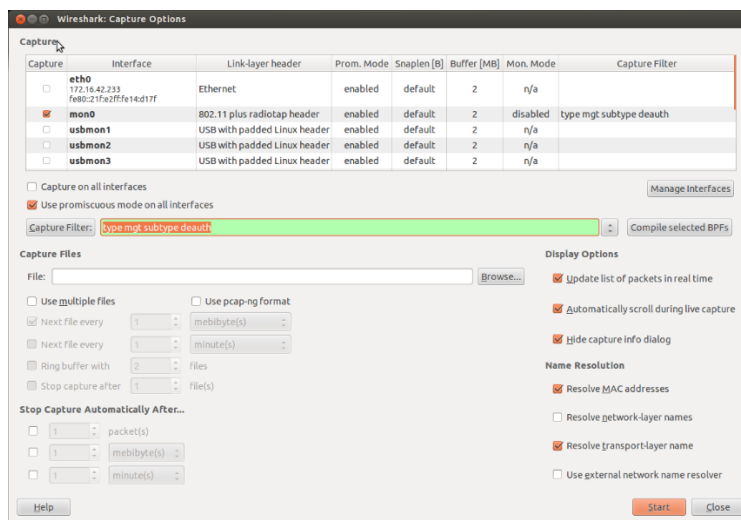 Wireshark: Capture Options
Capture
Capture Interface Link-layer header Prom. Mode Snaplen [B] Buffer [MB] Mon. Mode Capture Filter
eth0
172.16.42.233
fe80::21f:e2ff:fe14:d17f
Ethernet enabled default 2 n/a
mon0 802.11 plus radiotap header enabled default 2 disabled type mgt subtype deauth
usbmon1 USB with padded Linux header enabled default 2 n/a
usbmon2 USB with padded Linux header enabled default 2 n/a
usbmon3 USB with padded Linux header enabled default 2 n/a
Capture on all interfaces
Manage Interfaces
Use promiscuous mode on all interfaces
Capture Filter: type mgt subtype deauth Compile selected BPFs
Capture Files
File: Browse...
Use multiple files Use pcap-ng format
Next file every 1 mebibyte(s)
Next file every 1 minute(s)
Ring buffer with 2 files
Stop capture after 1 file(s)
Stop Capture Automatically After...
1 packet(s)
1 mebibyte(s)
1 minute(s)
Display Options
Update list of packets in real time
Automatically scroll during live capture
Hide capture info dialog
Name Resolution
Resolve MAC addresses
Resolve network-layer names
Resolve transport-layer name
Use external network name resolver
Help Start Close